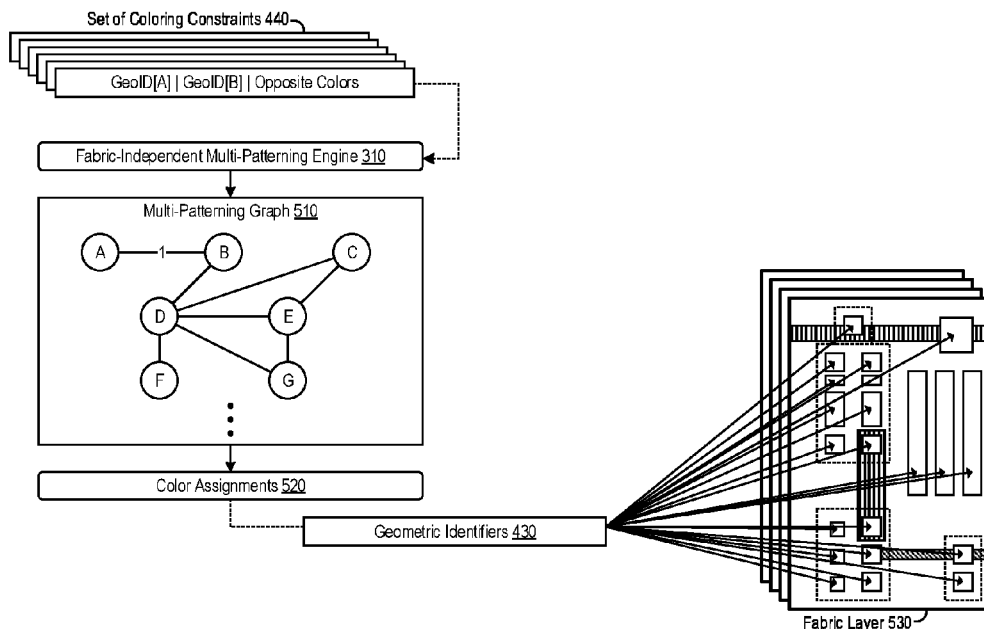 Set of Coloring Constraints 440
GeoID[A] | GeoID[B] | Opposite Colors
Fabric-Independent Multi-Patterning Engine 310
Multi-Patterning Graph 510
A 1 B C
D E
F G
Color Assignments 520
Geometric Identifiers 430
Fabric Layer 530